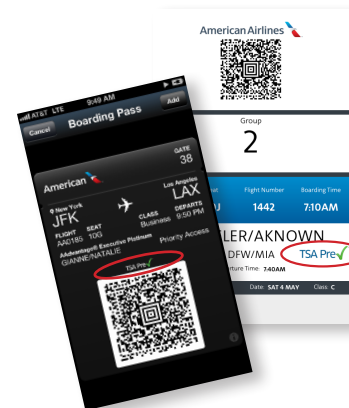 American Airlines
Group
2
Flight Number
Boarding Time
1442
7:10AM
LER/AKNOWN
DFW/MIA
TSA Pre✓
Time: 7:40AM
Date: SAT 4 MAY
Class: C
AT&T LTE
9:49 AM
Cancel
Boarding Pass
Add
American
GATE
38
New York
Los Angeles
JFK
LAX
FLIGHT
SEAT
CLASS
DEPARTS
AA0185
10G
Business
9:50 PM
AAdvantage® Executive Platinum
Priority Access
GIANNE/NATALIE
TSA Pre✓